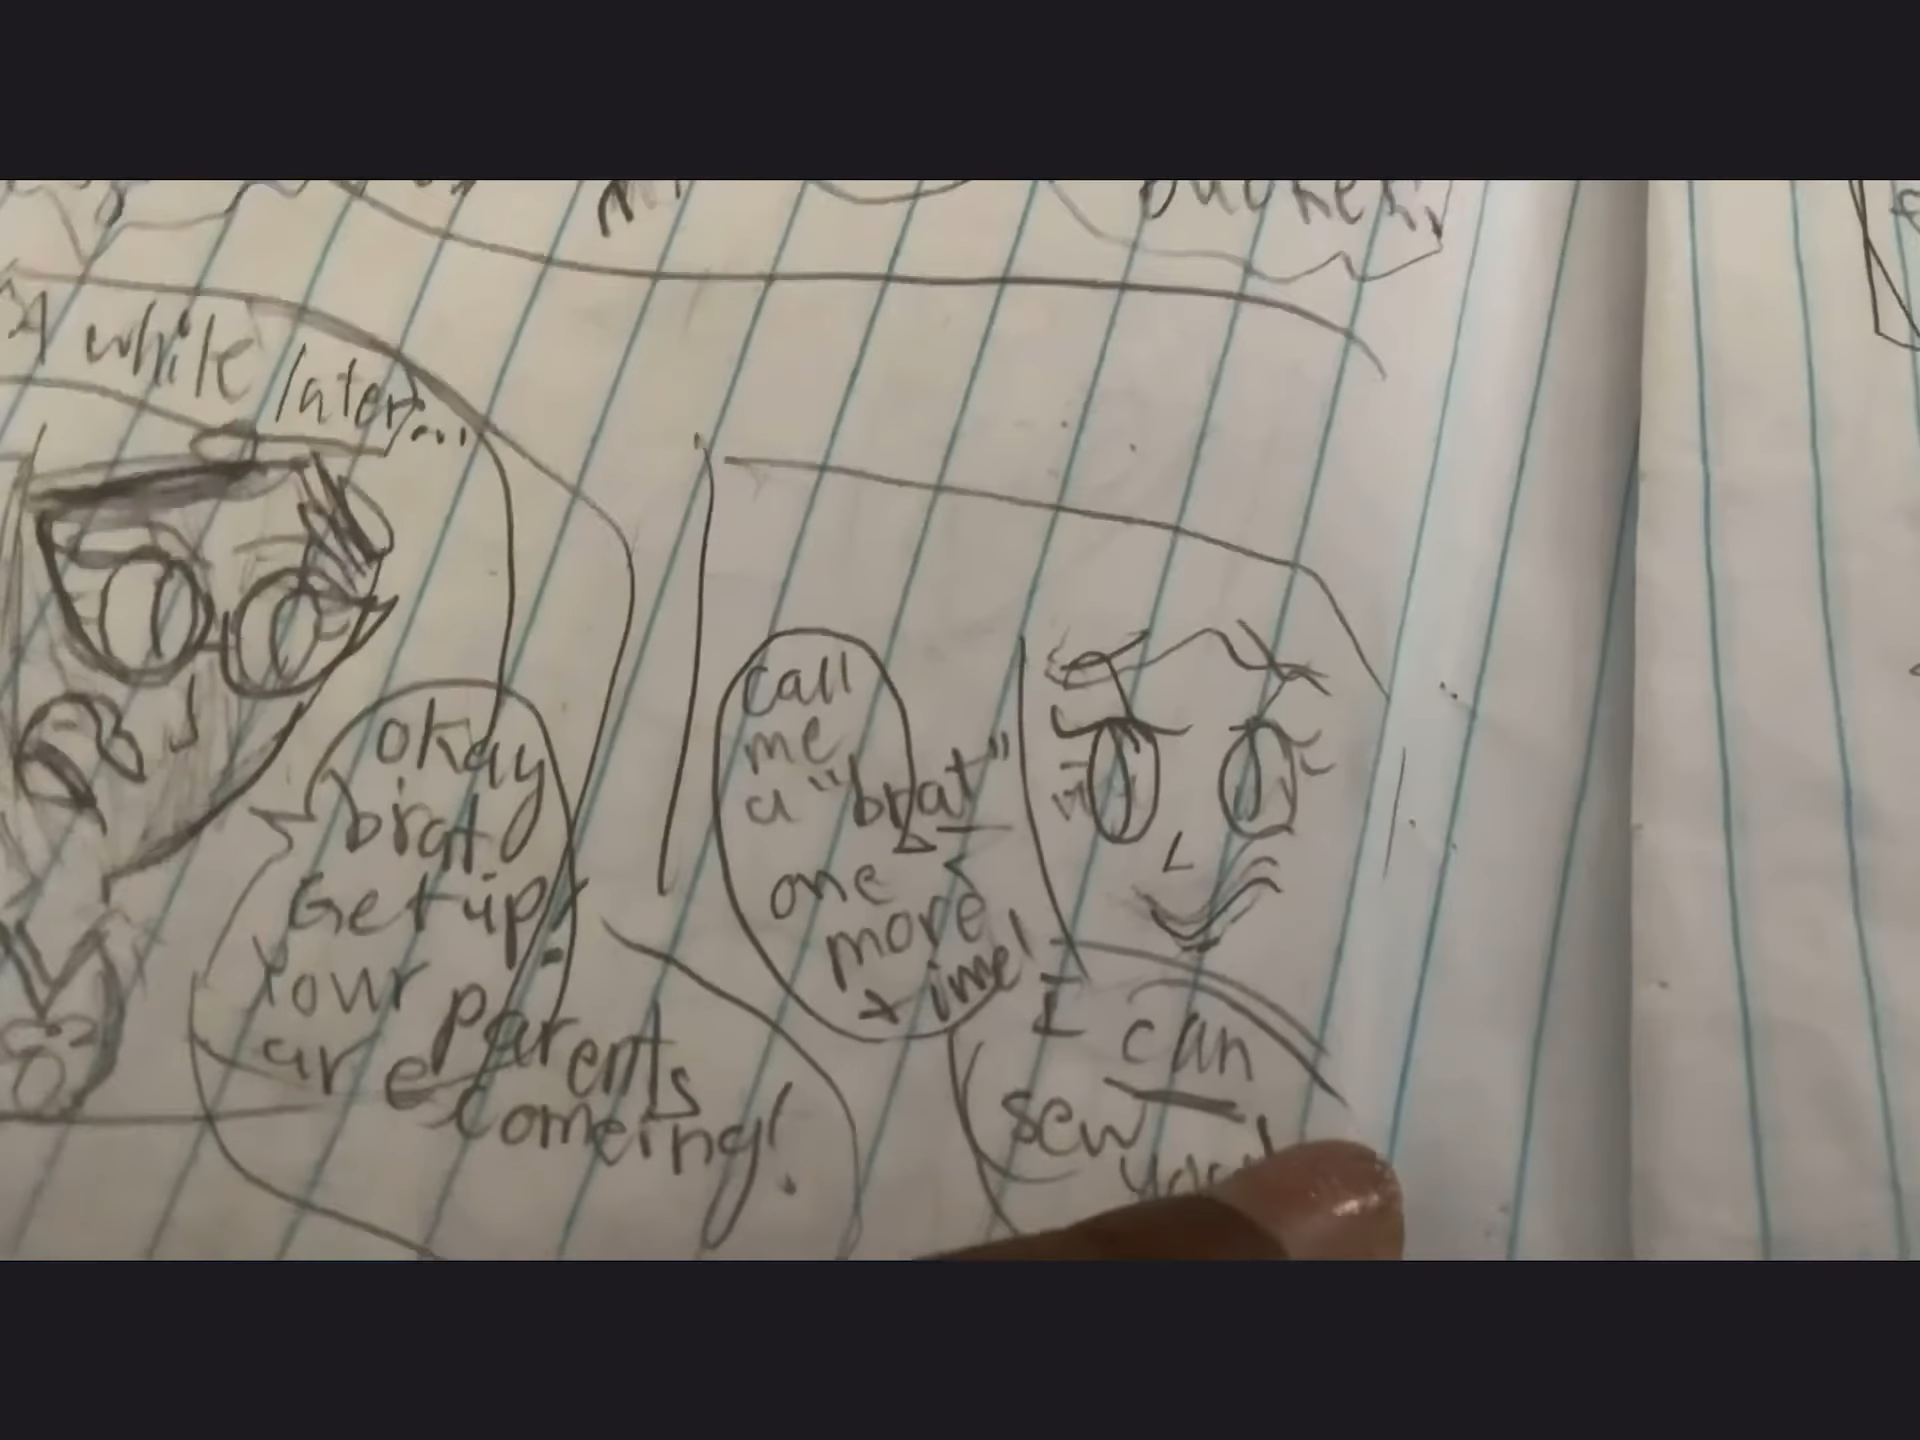 A while later...
okay
brat.
Get up!
Your parents
are comeing!
call
me
a "brat"
one
more
time!
I can
sew